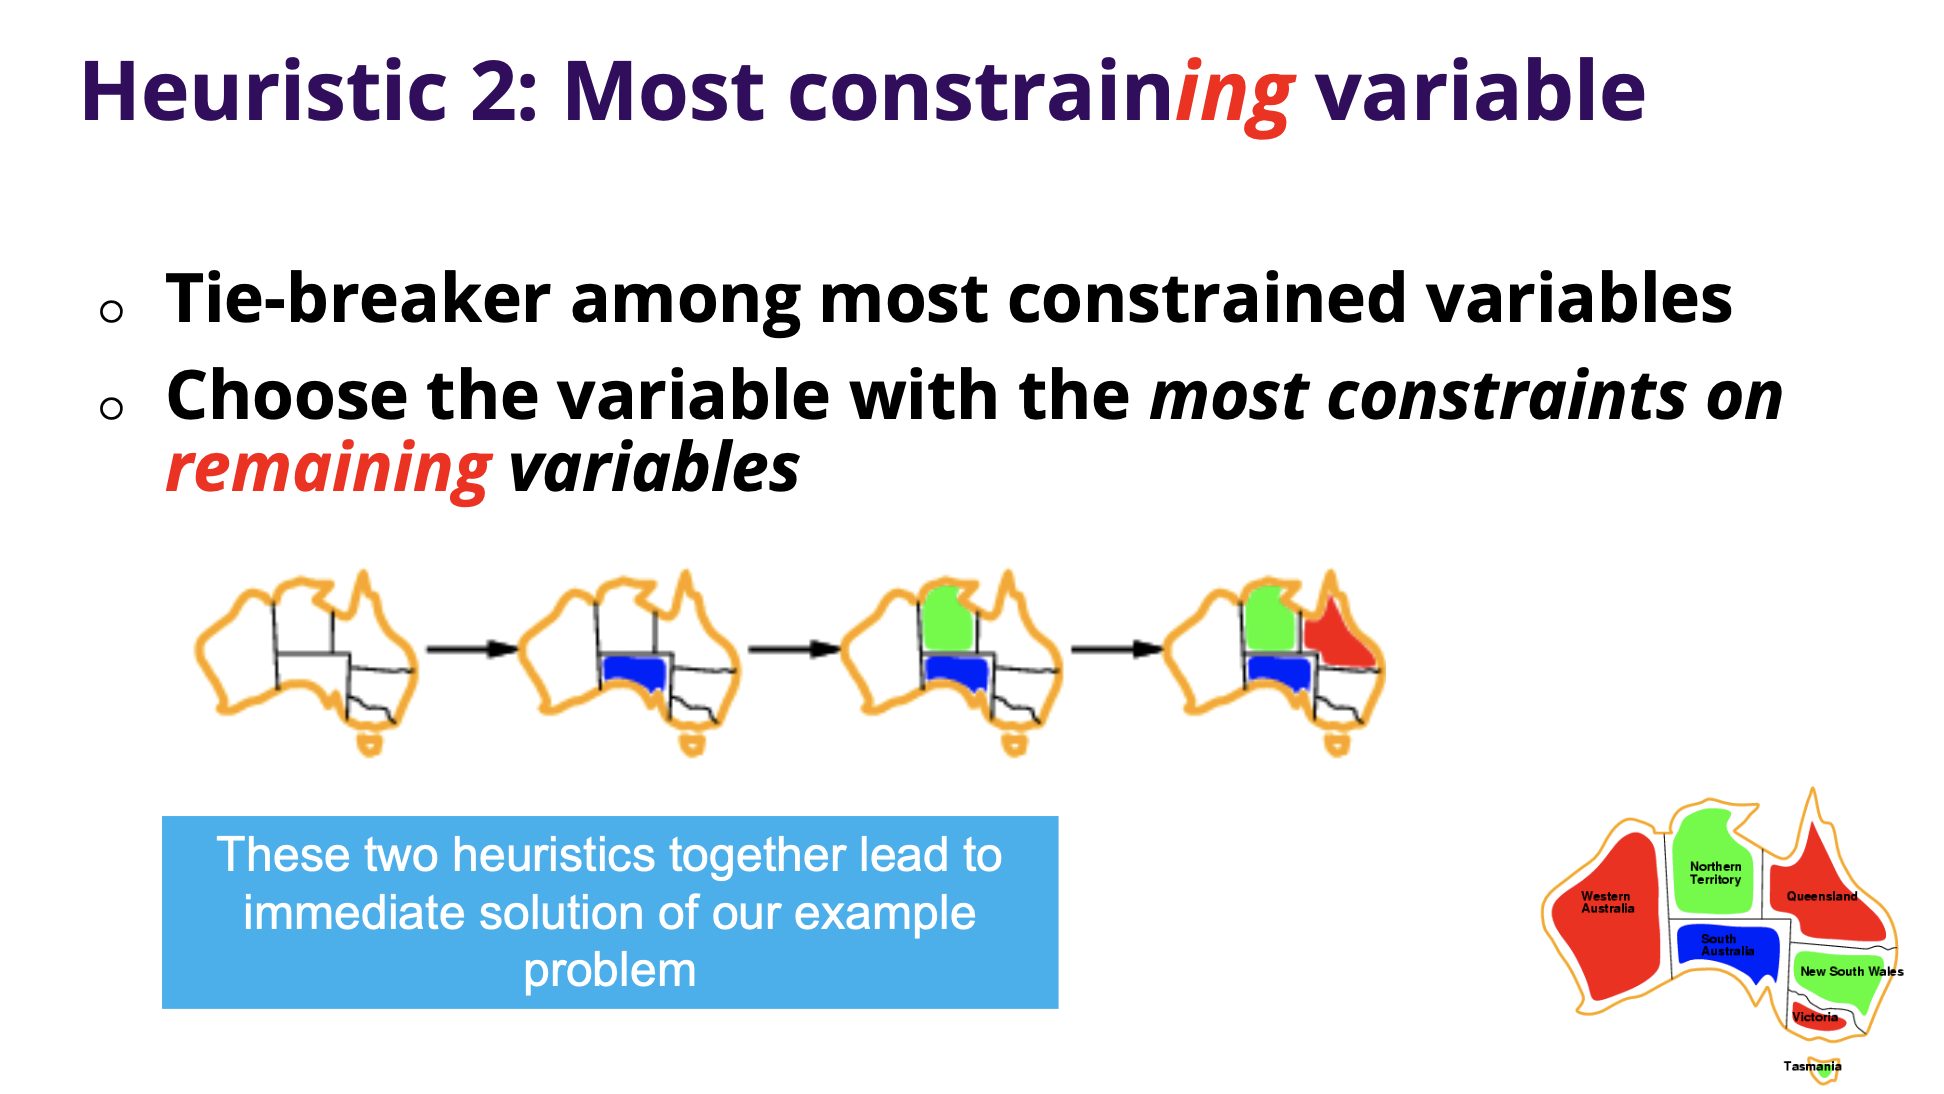 Heuristic 2: Most constraining variable
Tie-breaker among most constrained variables
Choose the variable with the most constraints on
remaining variables
These two heuristics together lead to
immediate solution of our example
problem
Western
Australia
Northern
Territory
Queensland
South
Australia
New South Wales
Victoria
Tasmania